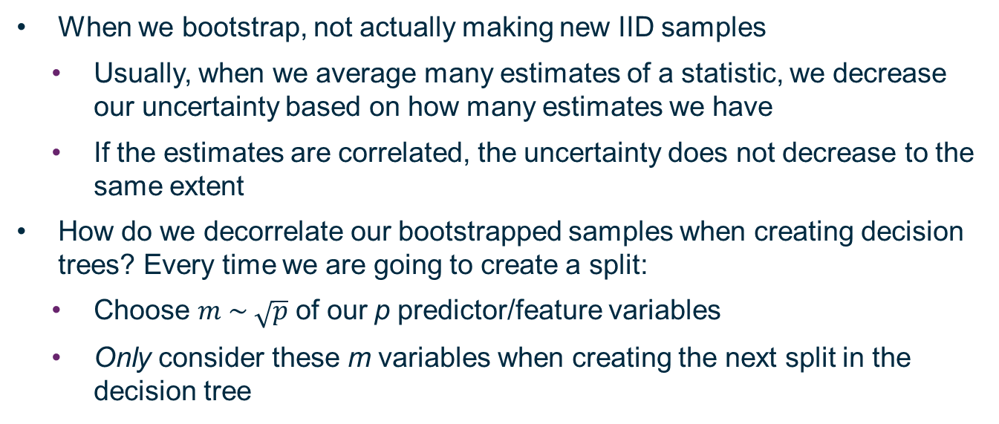 • When we bootstrap, not actually making new IID samples
• Usually, when we average many estimates of a statistic, we decrease
our uncertainty based on how many estimates we have
• If the estimates are correlated, the uncertainty does not decrease to the
same extent
• How do we decorrelate our bootstrapped samples when creating decision
trees? Every time we are going to create a split:
• Choose m ~ √p of our p predictor/feature variables
• Only consider these m variables when creating the next split in the
decision tree